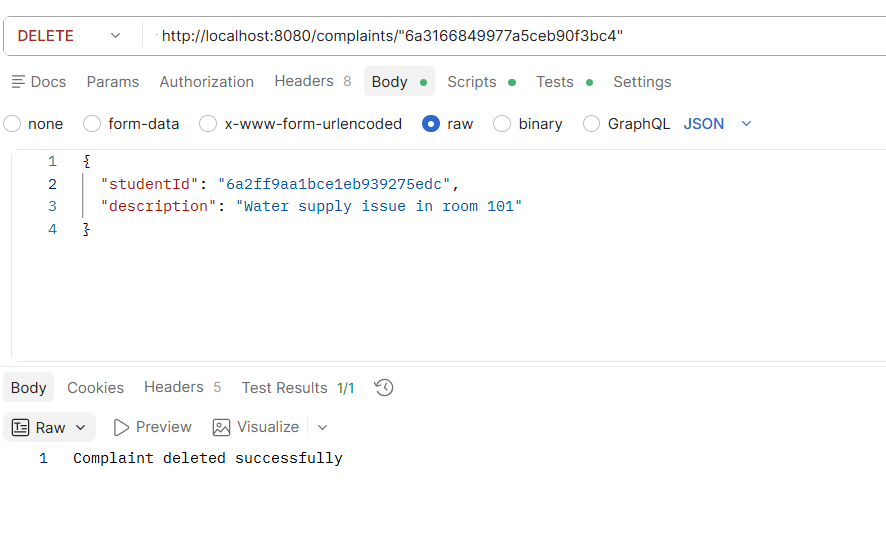 DELETE http://localhost:8080/complaints/"6a3166849977a5ceb90f3bc4"
Docs Params Authorization Headers 8 Body Scripts Tests Settings
none form-data x-www-form-urlencoded raw binary GraphQL JSON
1 {
2 "studentId": "6a2ff9aa1bce1eb939275edc",
3 "description": "Water supply issue in room 101"
4 }
Body Cookies Headers 5 Test Results 1/1
Raw Preview Visualize
1 Complaint deleted successfully